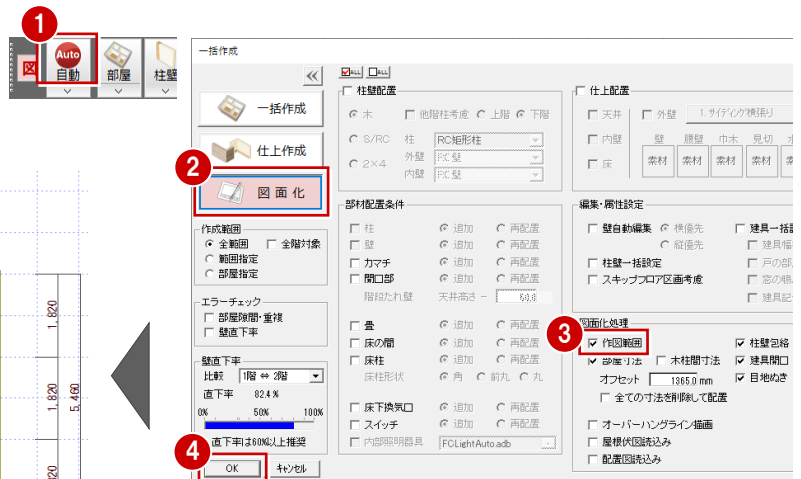 1
図
Auto
自動
部屋
柱壁
1,820
1,820
5,460
820
一括作成
ALL ALL
一括作成
仕上作成
2
図面化
作成範囲
全範囲 全階対象
範囲指定
部屋指定
エラーチェック
部屋隙間・重複
壁直下率
壁直下率
比較 1階 ⇔ 2階
直下率 82.4 %
0% 50% 100%
直下率は60%以上推奨
4
OK キャンセル
柱壁配置
木 他階柱考慮 上階 下階
S/RC 柱 RC矩形柱
外壁 RC壁
2×4
内壁 RC壁
部材配置条件
柱 追加 再配置
壁 追加 再配置
カマチ 追加 再配置
開口部 追加 再配置
階段たれ壁 天井高さ - 50.0
畳 追加 再配置
床の間 追加 再配置
床柱 追加 再配置
床柱形状 角 前丸 丸
床下換気口 追加 再配置
スイッチ 追加 再配置
内部照明器具 FCLightAuto.adb
仕上配置
天井 外壁 1.サイディング横張り
内壁 壁 腰壁 巾木 見切
床 素材 素材 素材 素材
編集・属性設定
壁自動編集 横優先 建具一括
縦優先 建具幅
柱壁一括設定 戸の部
スキップフロア区画考慮
建具記
3
図面化処理
作図範囲 柱壁包絡
部屋寸法 木柱間寸法 建具開口
オフセット 1365.0 mm 目地ぬき
全ての寸法を削除して配置
オーバーハングライン描画
屋根伏図読込み
配置図読込み